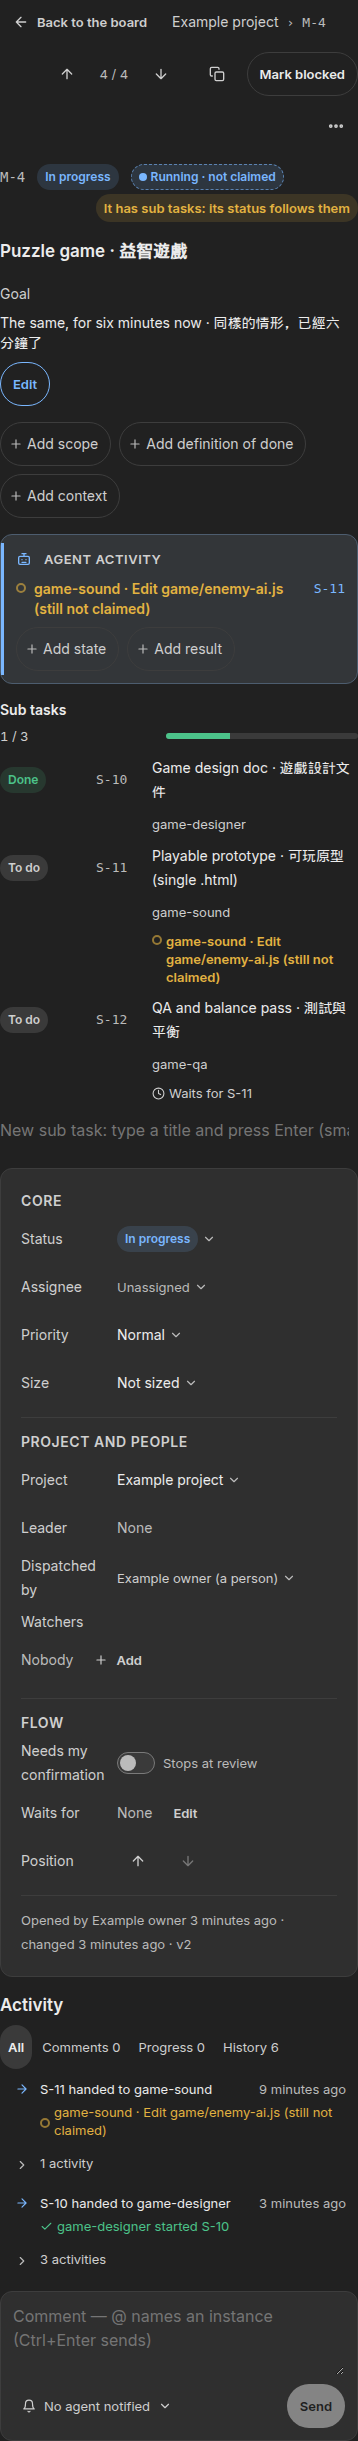 Back to the board Example project › M-4
4 / 4 Mark blocked
M-4 In progress Running · not claimed
It has sub tasks: its status follows them
Puzzle game · 益智遊戲
Goal
The same, for six minutes now · 同樣的情形，已經六
分鐘了
Edit
+ Add scope + Add definition of done
+ Add context
AGENT ACTIVITY
game-sound · Edit game/enemy-ai.js S-11
(still not claimed)
+ Add state + Add result
Sub tasks
1 / 3
Done S-10 Game design doc · 遊戲設計文
件
game-designer
To do S-11 Playable prototype · 可玩原型
(single .html)
game-sound
game-sound · Edit
game/enemy-ai.js (still not
claimed)
To do S-12 QA and balance pass · 測試與
平衡
game-qa
Waits for S-11
New sub task: type a title and press Enter (sma
CORE
Status In progress
Assignee Unassigned
Priority Normal
Size Not sized
PROJECT AND PEOPLE
Project Example project
Leader None
Dispatched
by Example owner (a person)
Watchers
Nobody + Add
FLOW
Needs my
confirmation Stops at review
Waits for None Edit
Position
Opened by Example owner 3 minutes ago ·
changed 3 minutes ago · v2
Activity
All Comments 0 Progress 0 History 6
S-11 handed to game-sound 9 minutes ago
game-sound · Edit game/enemy-ai.js (still not
claimed)
1 activity
S-10 handed to game-designer 3 minutes ago
game-designer started S-10
3 activities
Comment — @ names an instance
(Ctrl+Enter sends)
No agent notified Send